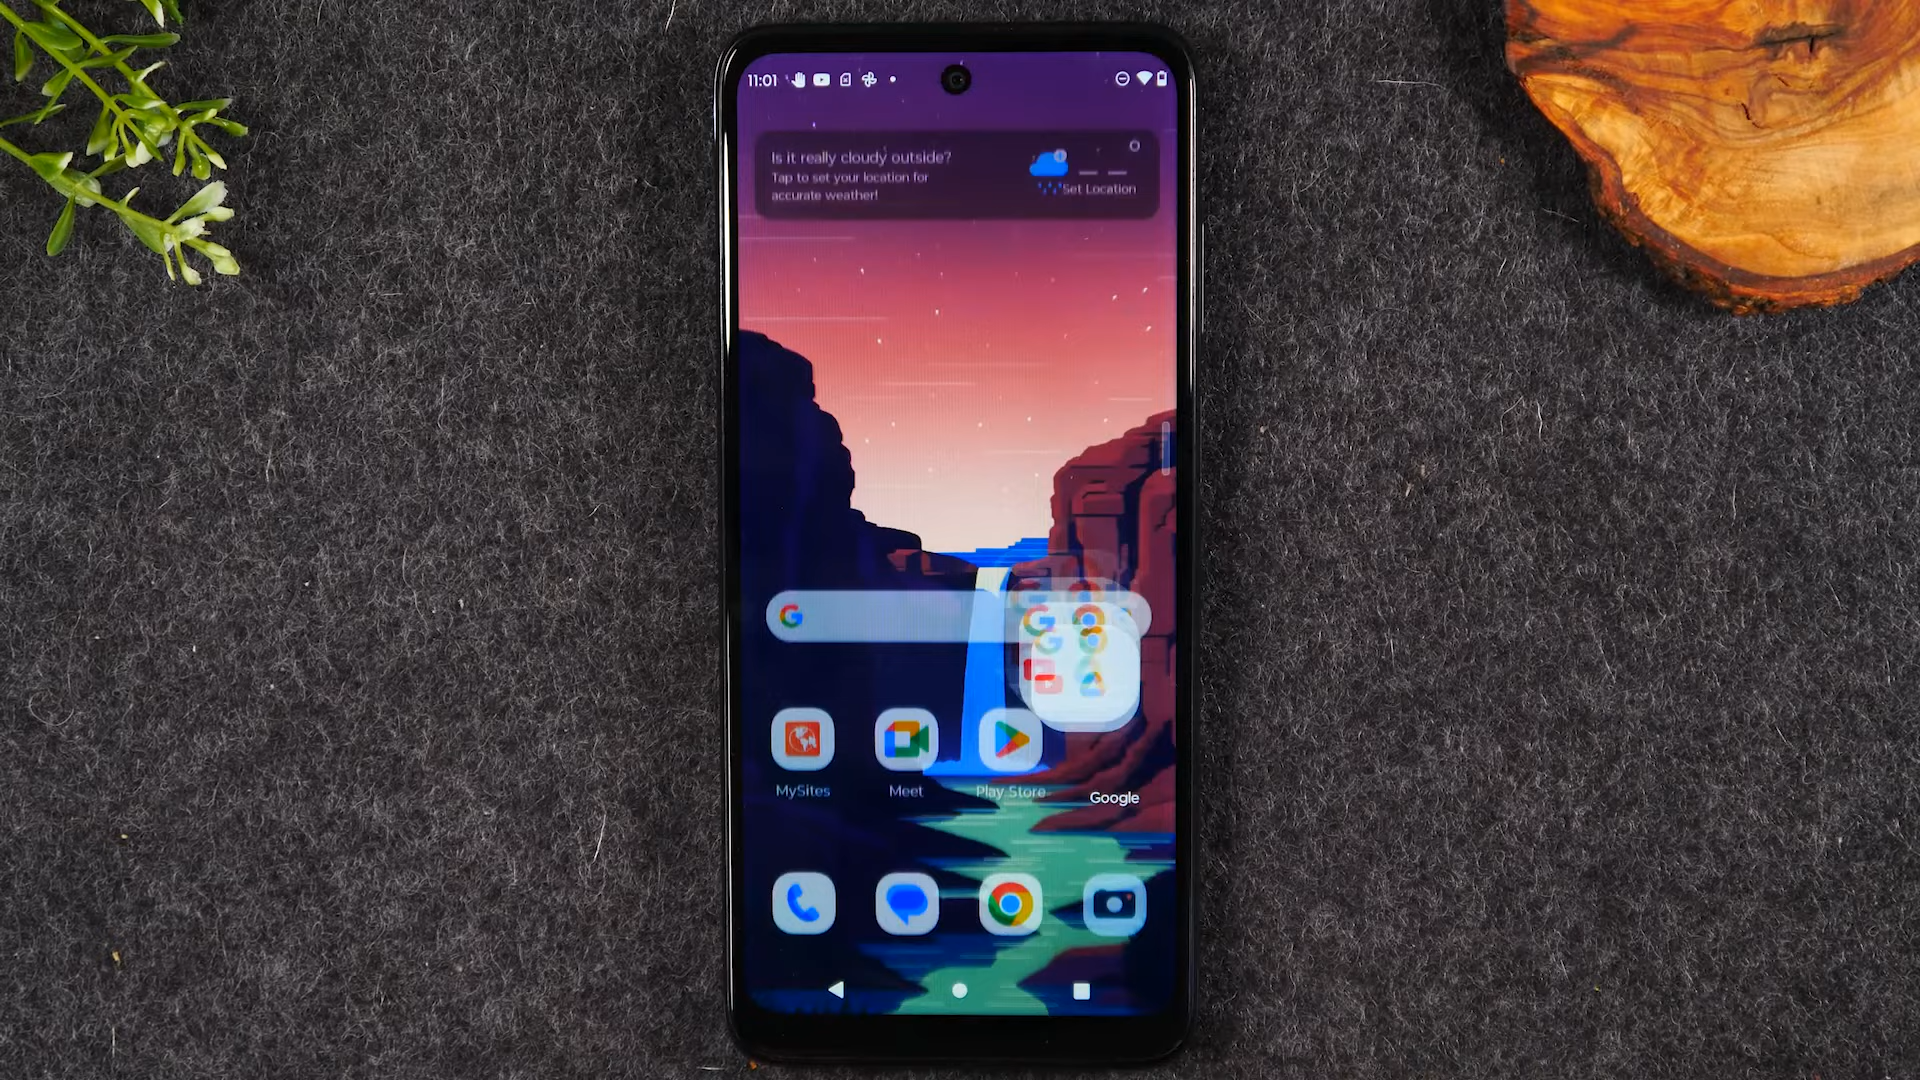 11:01
Is it really cloudy outside?
Tap to set your location for
accurate weather!
Set Location
MySites
Meet
Play Store
Google